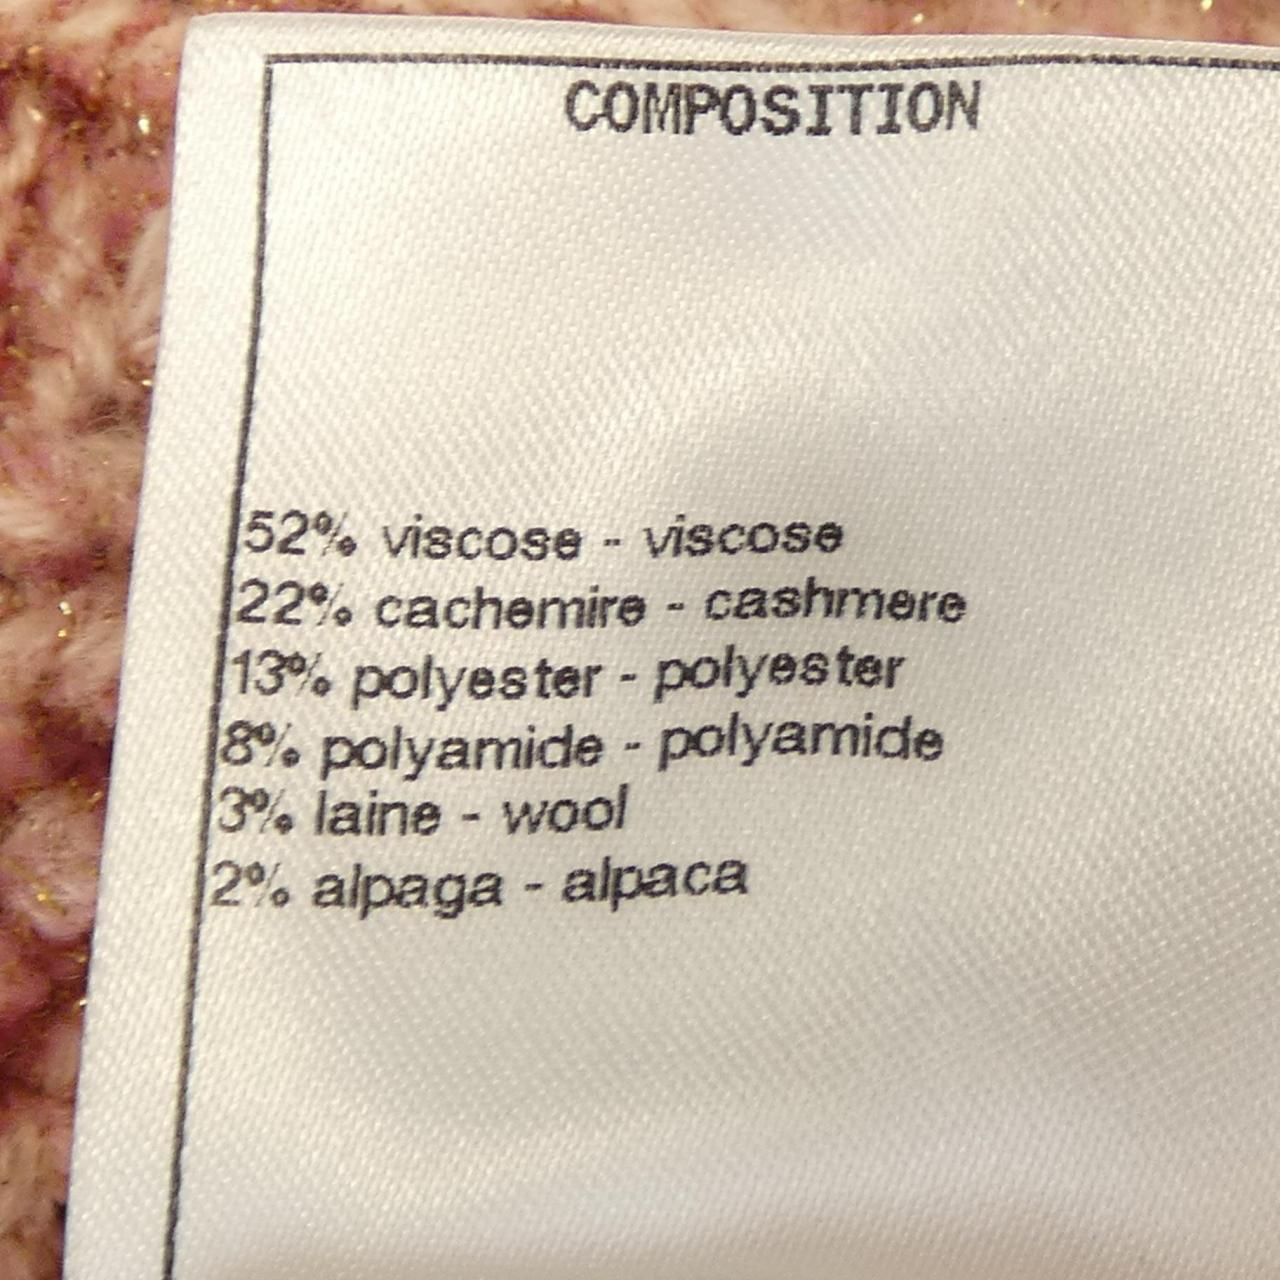 COMPOSITION
52% viscose - viscose
22% cachemire - cashmere
13% polyester - polyester
8% polyamide - polyamide
3% laine - wool
2% alpaga - alpaca